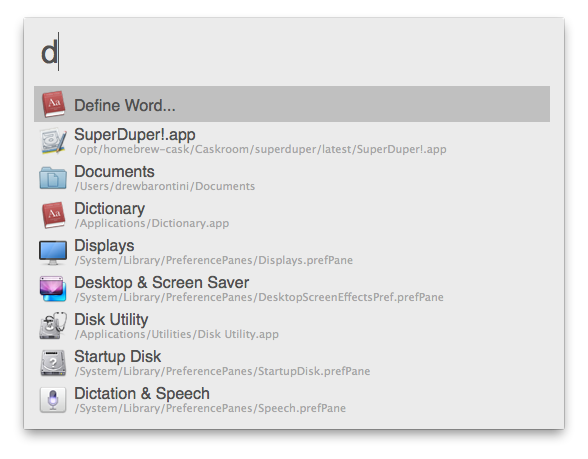 d
Define Word...
SuperDuper!.app
/opt/homebrew-cask/Caskroom/superduper/latest/SuperDuper!.app
Documents
/Users/drewbarontini/Documents
Dictionary
/Applications/Dictionary.app
Displays
/System/Library/PreferencePanes/Displays.prefPane
Desktop & Screen Saver
/System/Library/PreferencePanes/DesktopScreenEffectsPref.prefPane
Disk Utility
/Applications/Utilities/Disk Utility.app
Startup Disk
/System/Library/PreferencePanes/StartupDisk.prefPane
Dictation & Speech
/System/Library/PreferencePanes/Speech.prefPane